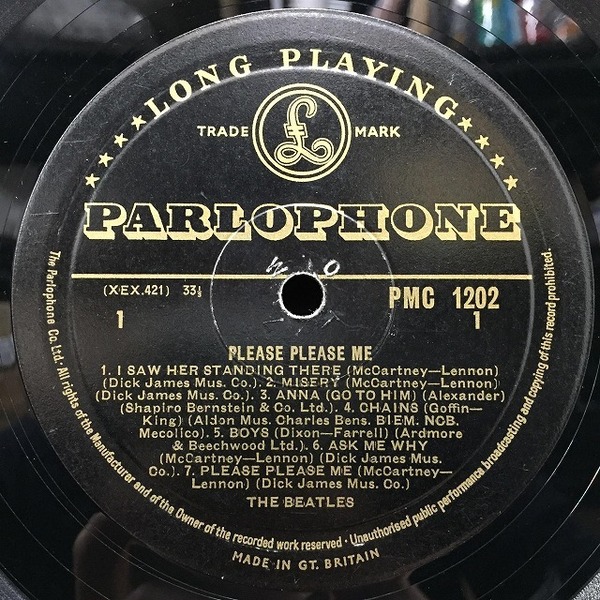 LONG PLAYING
TRADE £ MARK
PARLOPHONE
W O
(XEX.421) 33⅓
PMC 1202
1
1
PLEASE PLEASE ME
1. I SAW HER STANDING THERE (McCartney—Lennon)
(Dick James Mus. Co.). 2. MISERY (McCartney—Lennon)
(Dick James Mus. Co.). 3. ANNA (GO TO HIM) (Alexander)
(Shapiro Bernstein & Co. Ltd.). 4. CHAINS (Goffin—
King) (Aldon Mus. Charles Bens. BIEM. NCB.
Mecolico). 5. BOYS (Dixon—Farrell) (Ardmore
& Beechwood Ltd.). 6. ASK ME WHY
(McCartney—Lennon) (Dick James Mus.
Co.). 7. PLEASE PLEASE ME (McCartney—
Lennon) (Dick James Mus. Co.)
THE BEATLES
The Parlophone Co. Ltd. All rights of the Manufacturer and of the Owner of the recorded work reserved · Unauthorised public performance broadcasting and copying of this record prohibited.
MADE IN GT. BRITAIN